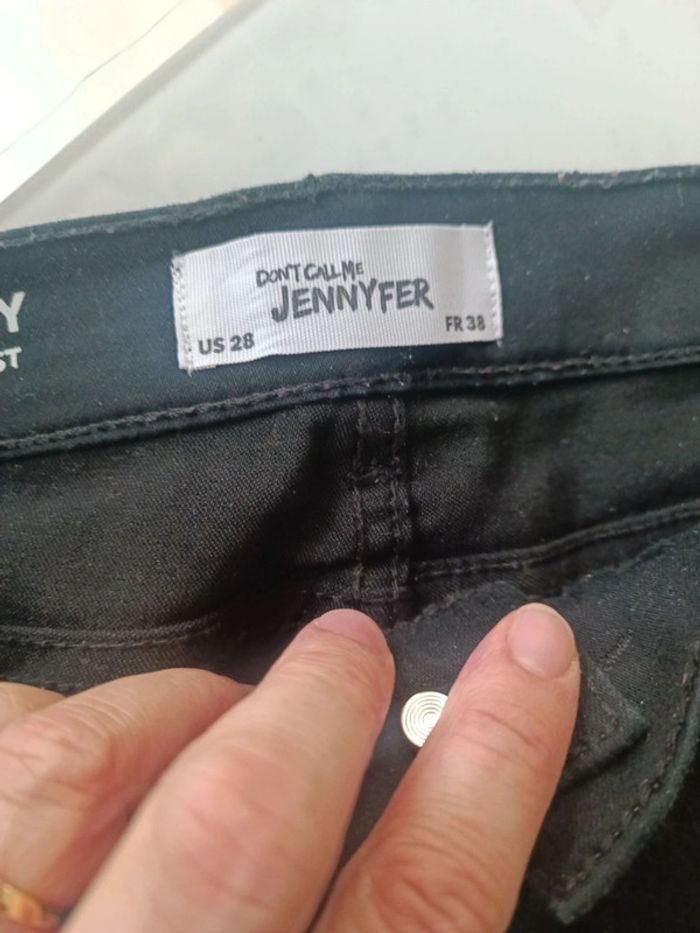 DON'T CALL ME
JENNYFER
US 28
FR 38